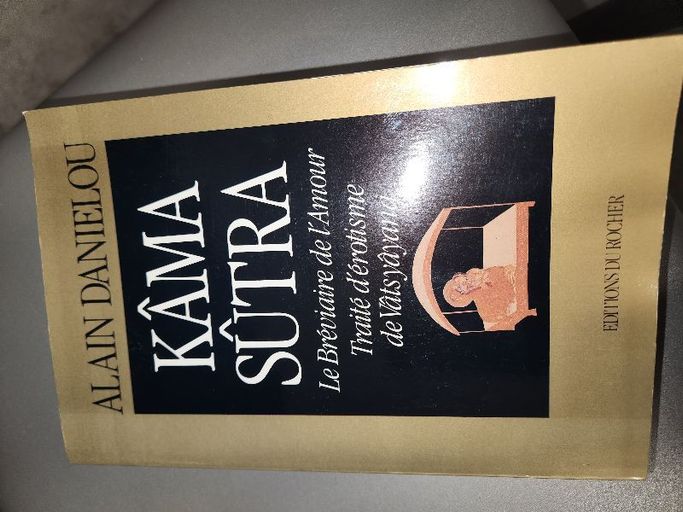 ALAIN DANIELOU
KÂMA
SÛTRA
Le Bréviaire de l'Amour
Traité d'érotisme
de Vâtsyâyana
EDITIONS DU ROCHER